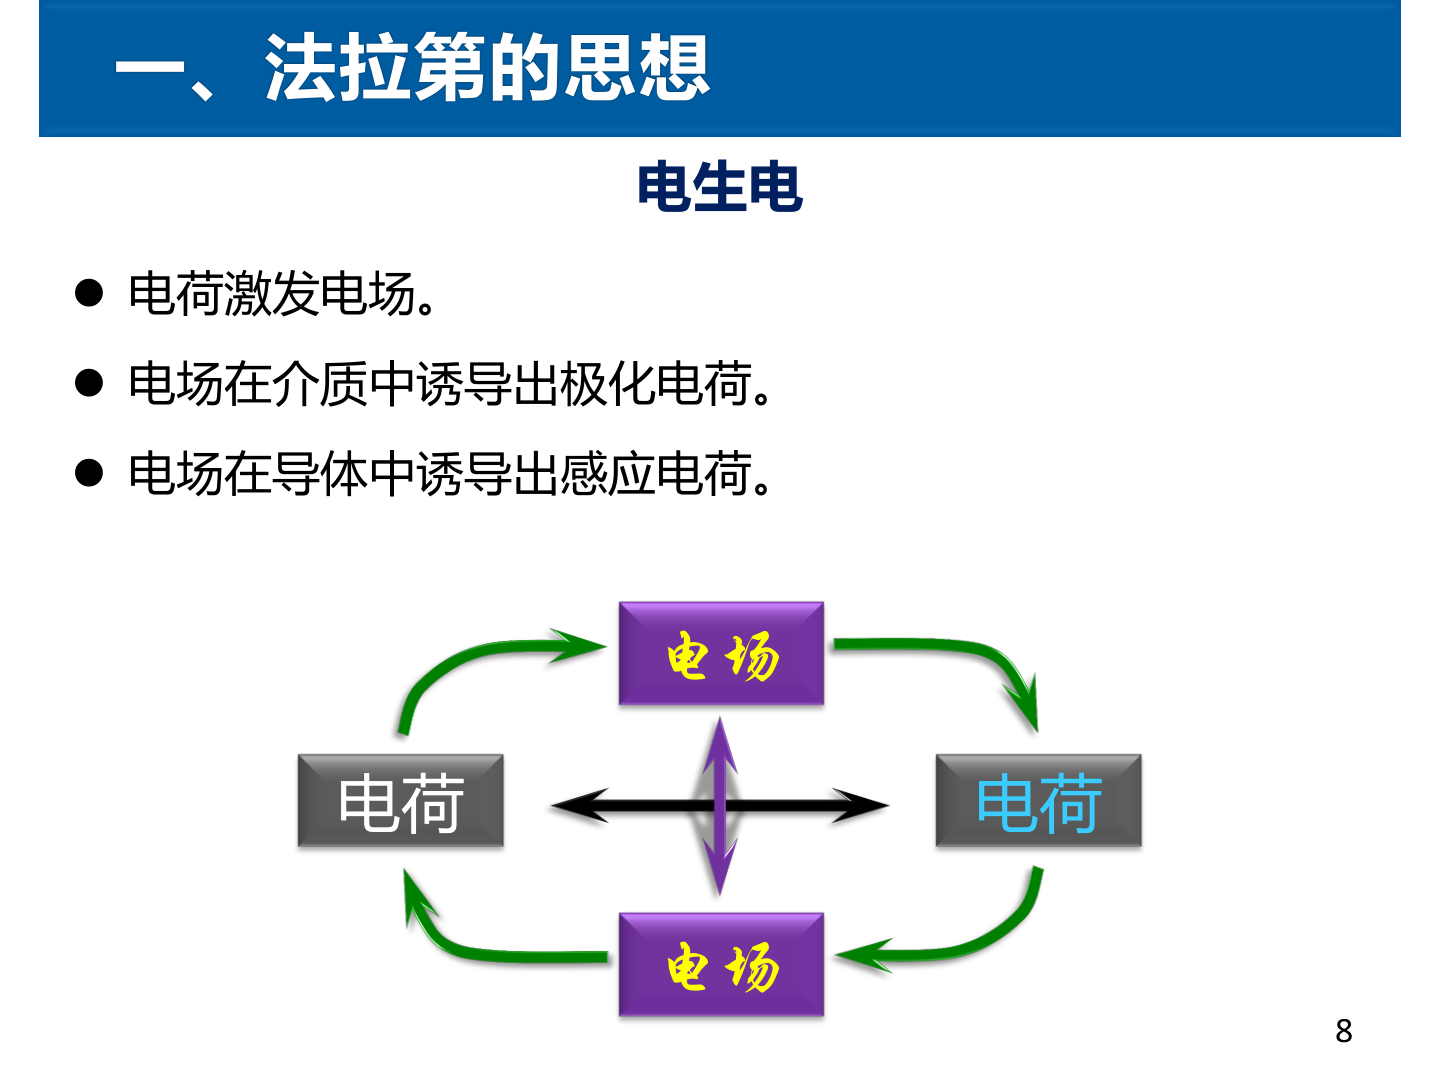 一、法拉第的思想
电生电
● 电荷激发电场。
● 电场在介质中诱导出极化电荷。
● 电场在导体中诱导出感应电荷。
电场
电荷
电荷
电场
8